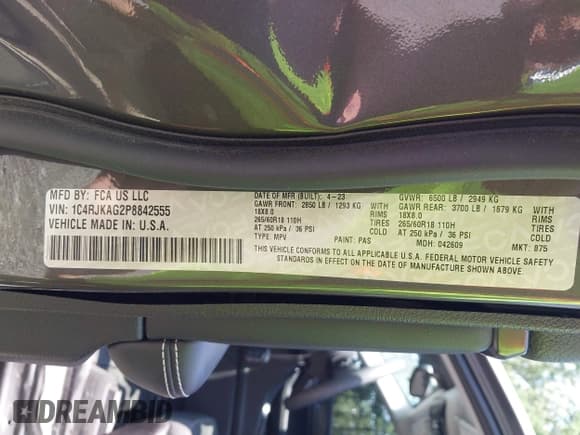 MFD BY: FCA US LLC
VIN: 1C4RJKAG2P8842555
VEHICLE MADE IN: U.S.A.
DATE OF MFR (BUILT): 4-23
GAWR FRONT: 2850 LB / 1293 KG
18X8.0
265/60R18 110H
AT 250 kPa / 36 PSI
TYPE: MPV
PAINT: PAS
WITH
RIMS
TIRES
COLD
GVWR: 6500 LB / 2949 KG
GAWR REAR: 3700 LB / 1679 KG
18X8.0
265/60R18 110H
AT 250 kPa / 36 PSI
MDH: 042609
WITH
RIMS
TIRES
COLD
MKT: 875
THIS VEHICLE CONFORMS TO ALL APPLICABLE U.S.A. FEDERAL MOTOR VEHICLE SAFETY
STANDARDS IN EFFECT ON THE DATE OF MANUFACTURE SHOWN ABOVE.
DREAMBID